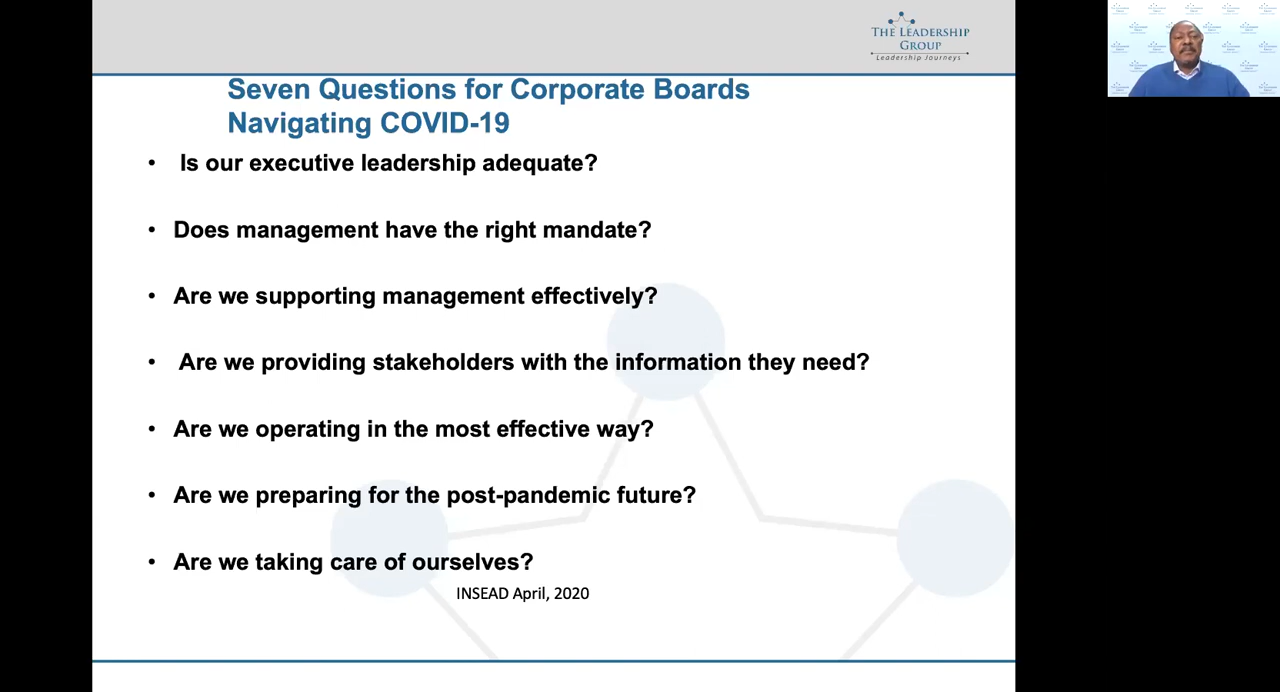 THE LEADERSHIP
GROUP
Leadership Journeys
Seven Questions for Corporate Boards
Navigating COVID-19
• Is our executive leadership adequate?
• Does management have the right mandate?
• Are we supporting management effectively?
• Are we providing stakeholders with the information they need?
• Are we operating in the most effective way?
• Are we preparing for the post-pandemic future?
• Are we taking care of ourselves?
INSEAD April, 2020